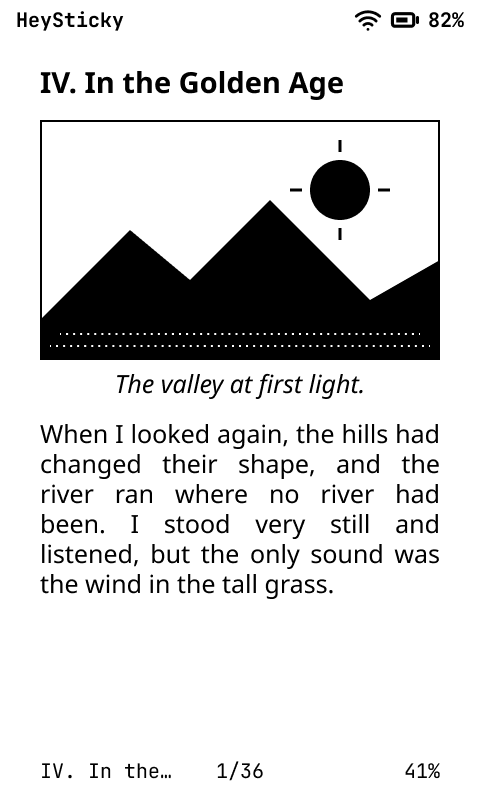 HeySticky
82%
IV. In the Golden Age
The valley at first light.
When I looked again, the hills had
changed their shape, and the
river ran where no river had
been. I stood very still and
listened, but the only sound was
the wind in the tall grass.
IV. In the… 1/36 41%